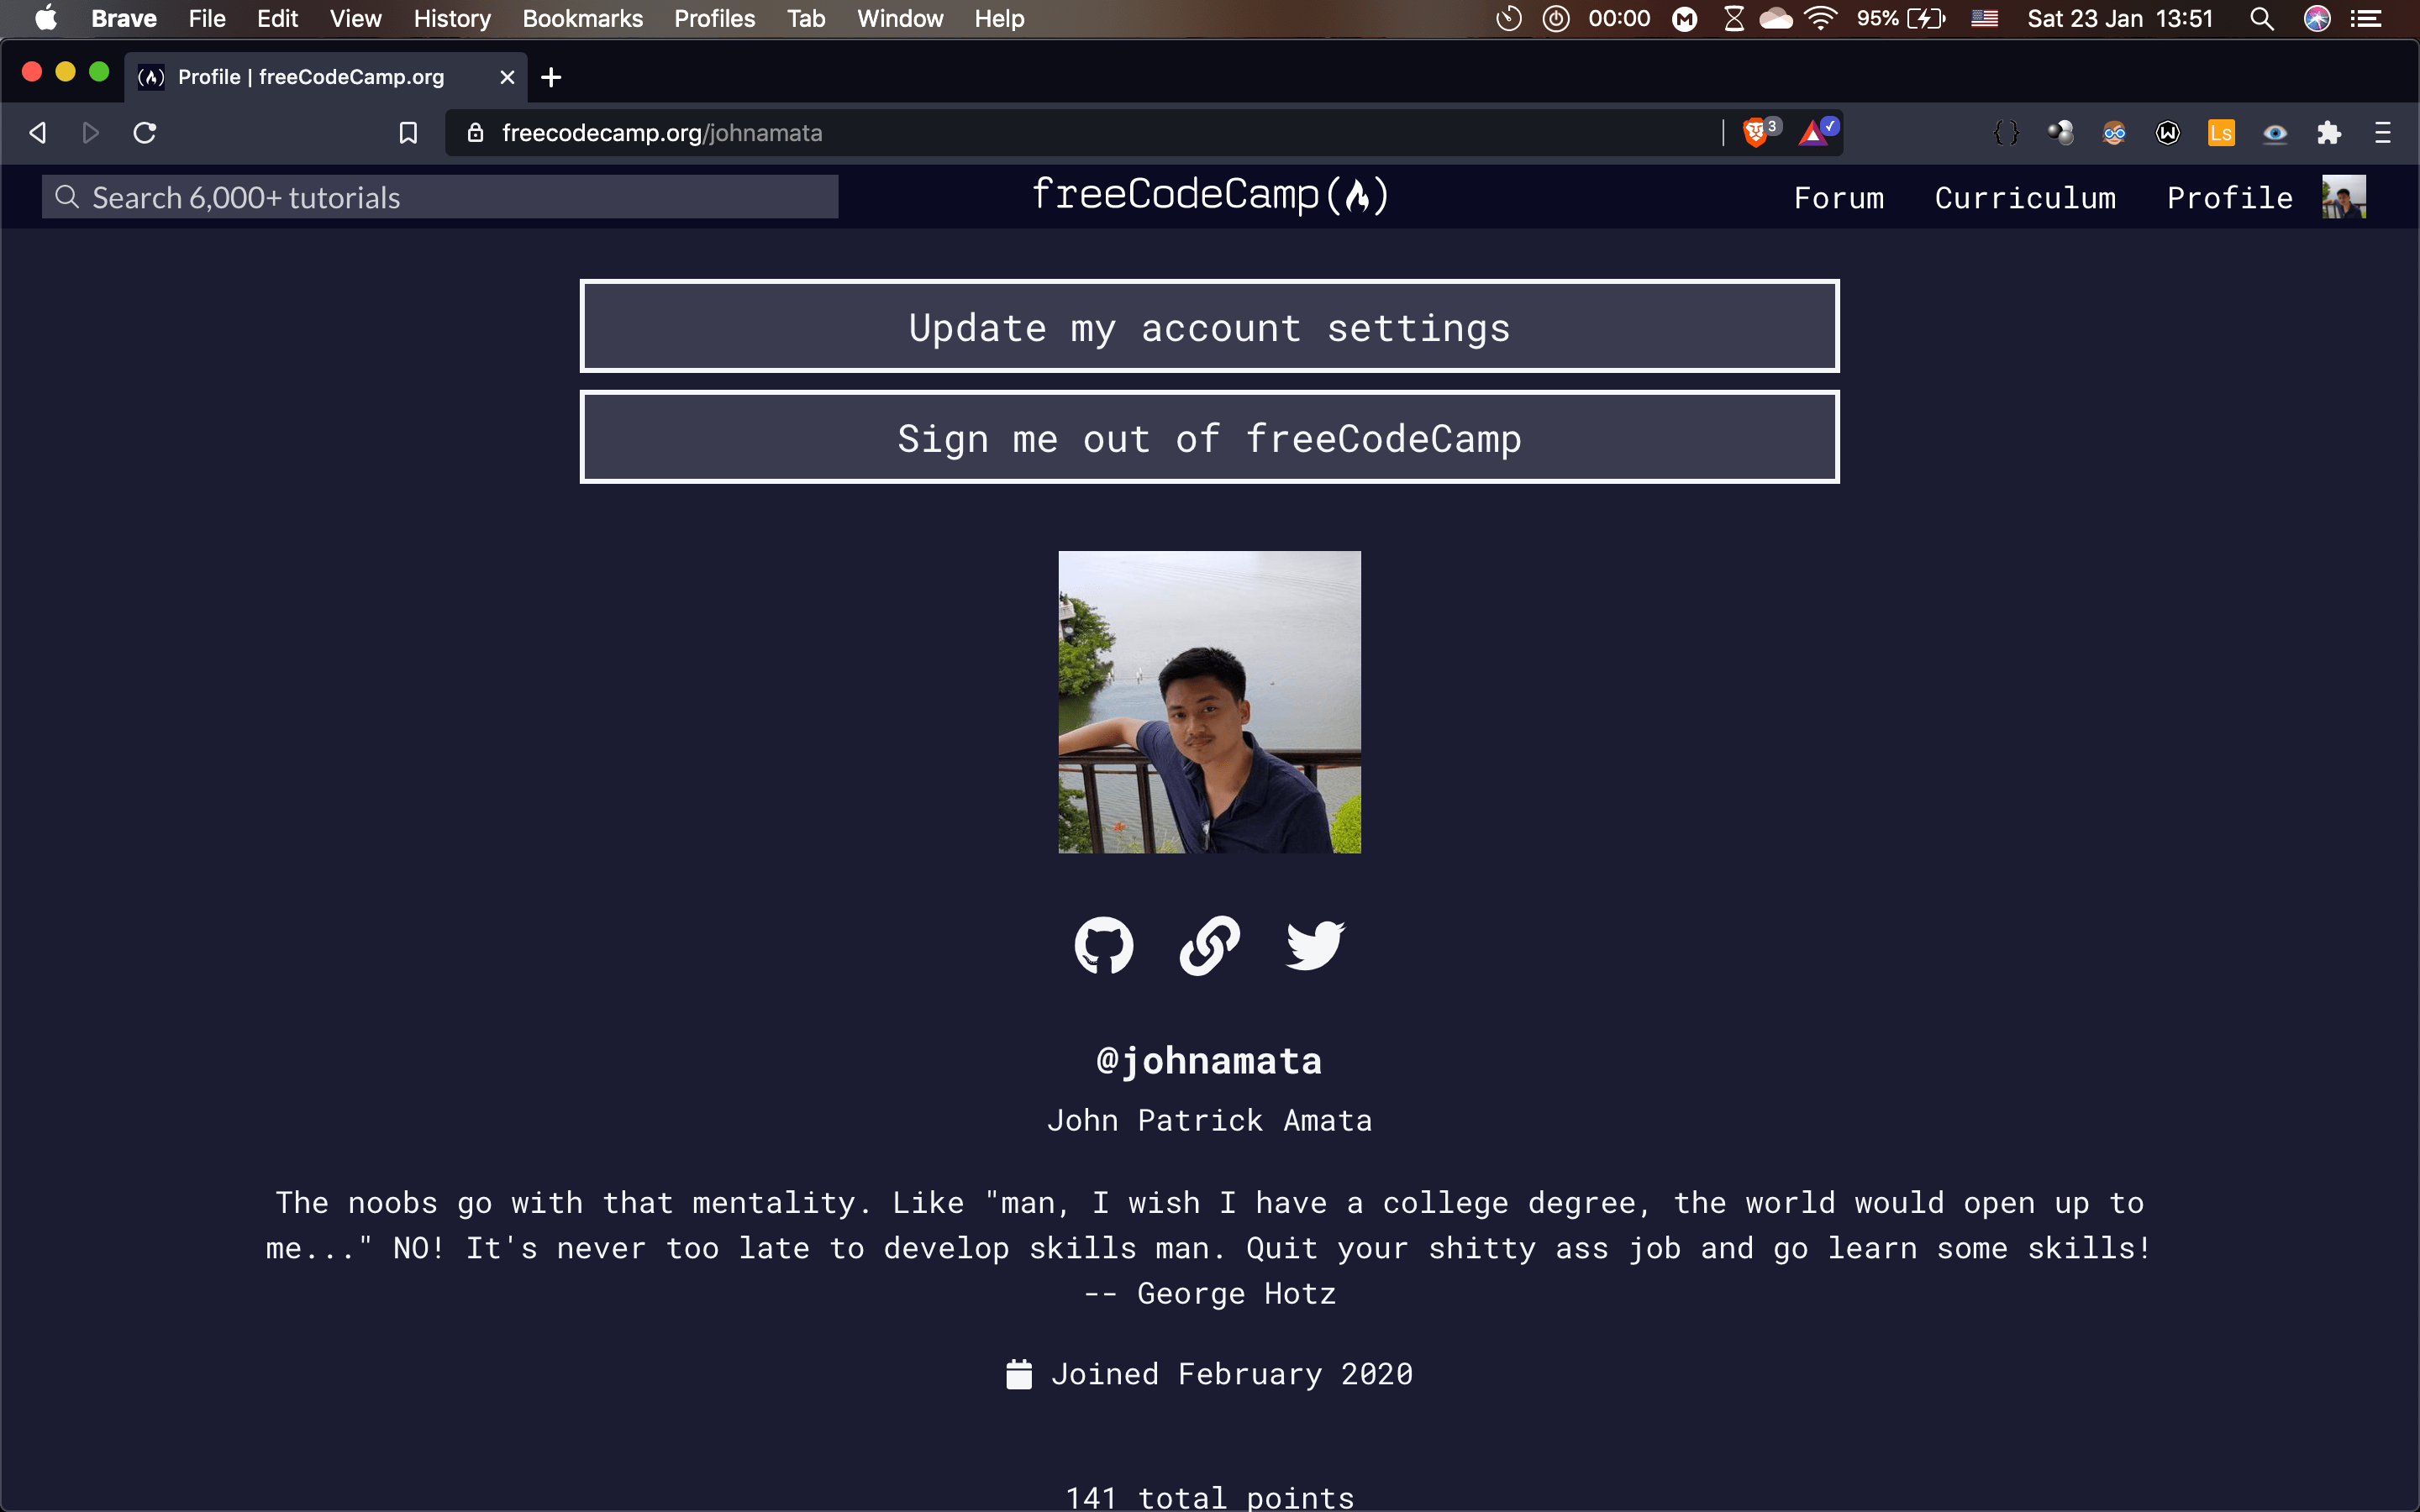 Brave File Edit View History Bookmarks Profiles Tab Window Help 00:00 95% Sat 23 Jan 13:51
Profile | freeCodeCamp.org
freecodecamp.org/johnamata 3 Ls
Search 6,000+ tutorials freeCodeCamp Forum Curriculum Profile
Update my account settings
Sign me out of freeCodeCamp
@johnamata
John Patrick Amata
The noobs go with that mentality. Like "man, I wish I have a college degree, the world would open up to
me..." NO! It's never too late to develop skills man. Quit your shitty ass job and go learn some skills!
-- George Hotz
Joined February 2020
141 total points